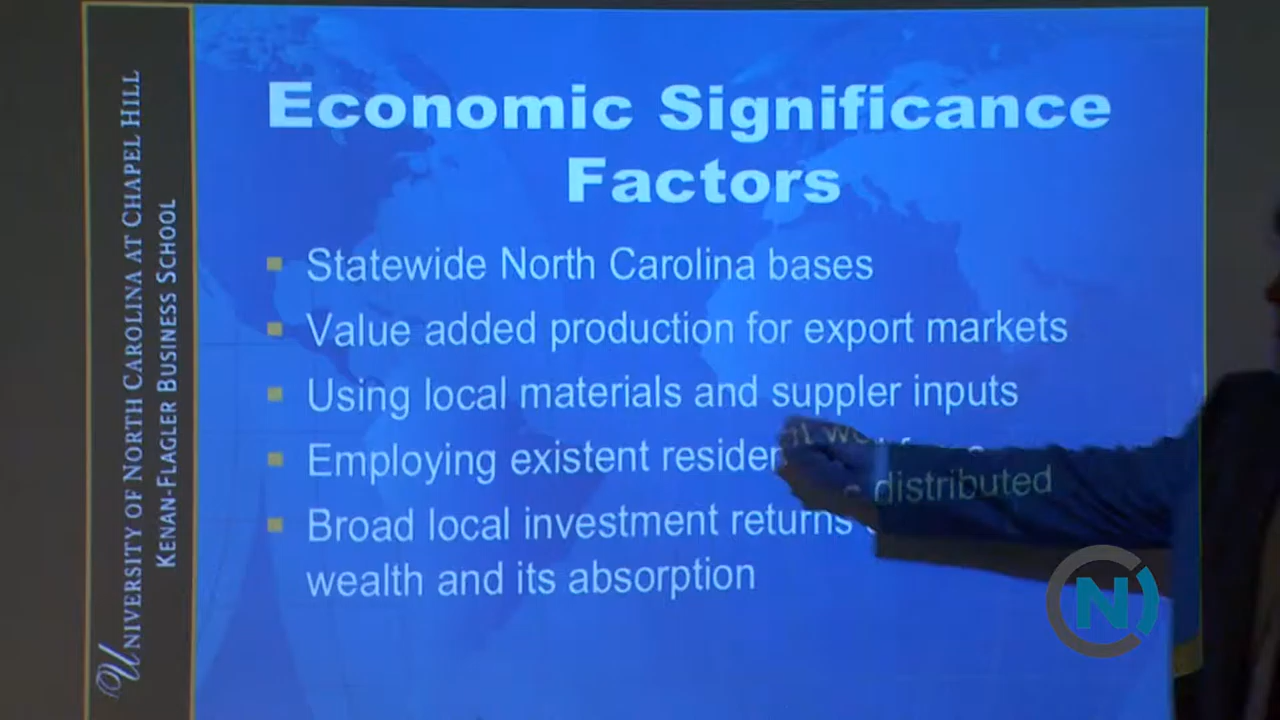 UNIVERSITY OF NORTH CAROLINA AT CHAPEL HILL
KENAN-FLAGLER BUSINESS SCHOOL
Economic Significance
Factors
Statewide North Carolina bases
Value added production for export markets
Using local materials and suppler inputs
Employing existent resident
Broad local investment returns distributed
wealth and its absorption
N